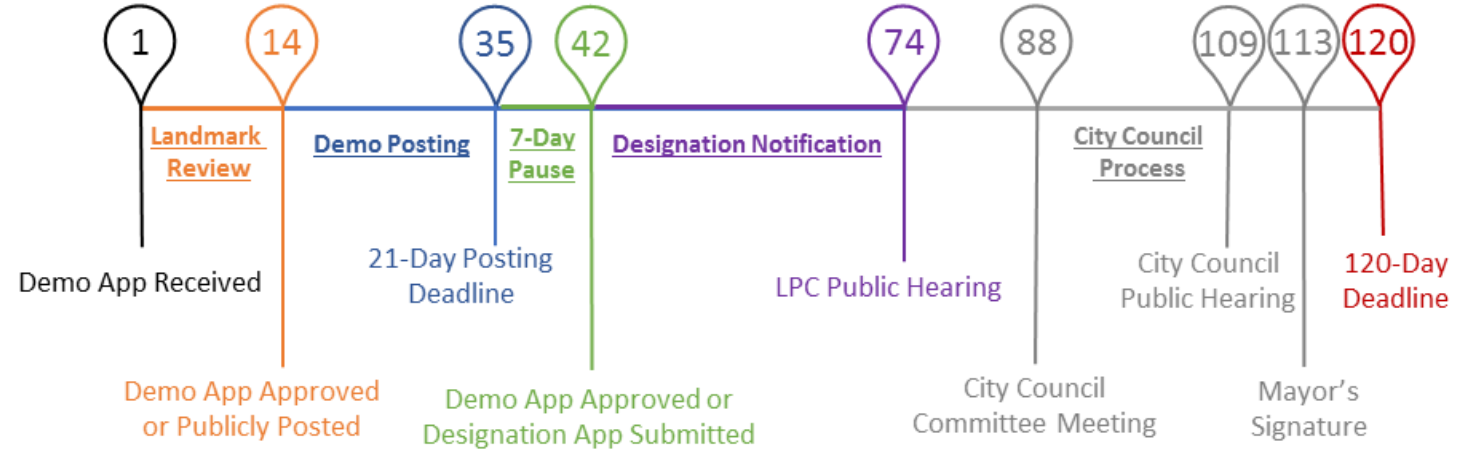 1
14
35
42
74
88
109
113
120
Landmark
Review
Demo Posting
7-Day
Pause
Designation Notification
City Council
Process
Demo App Received
21-Day Posting
Deadline
LPC Public Hearing
City Council
Public Hearing
120-Day
Deadline
Demo App Approved
or Publicly Posted
Demo App Approved or
Designation App Submitted
City Council
Committee Meeting
Mayor's
Signature